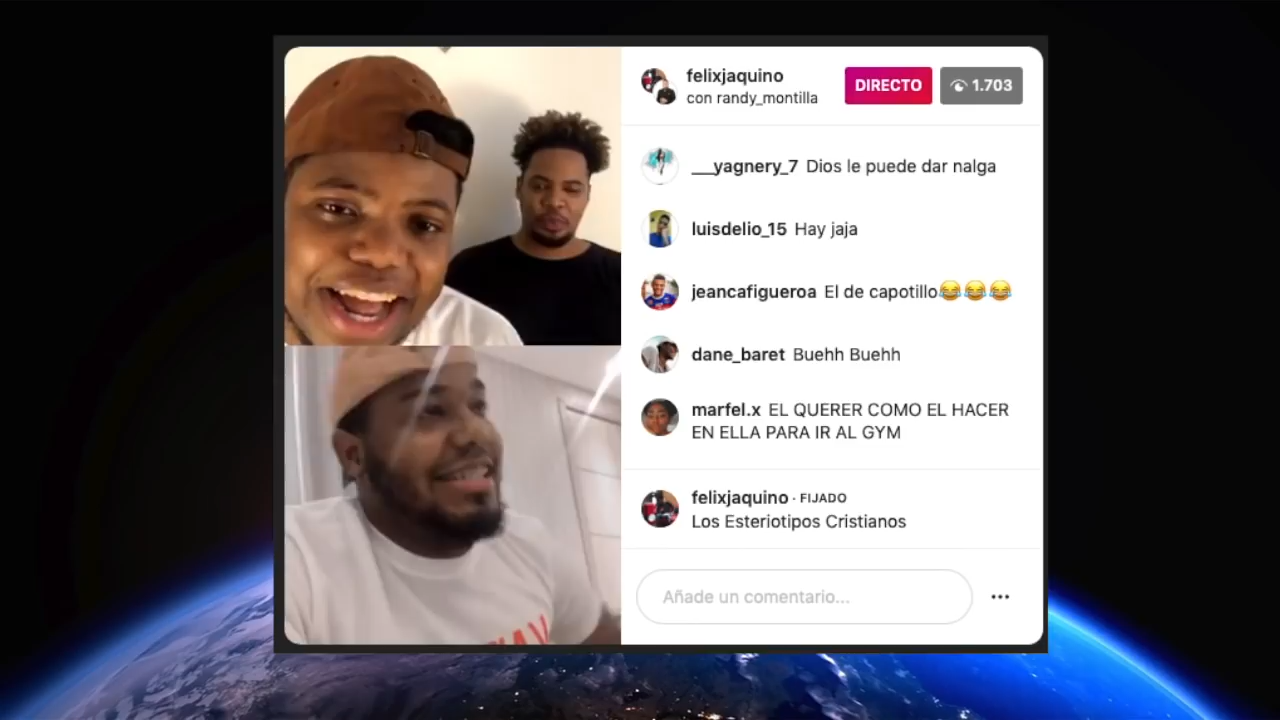 felixjaquino
con randy_montilla
DIRECTO
1.703
___yagnery_7 Dios le puede dar nalga
luisdelio_15 Hay jaja
jeancafigueroa El de capotillo😂😂😂
dane_baret Buehh Buehh
marfel.x EL QUERER COMO EL HACER
EN ELLA PARA IR AL GYM
felixjaquino · FIJADO
Los Esteriotipos Cristianos
Añade un comentario...